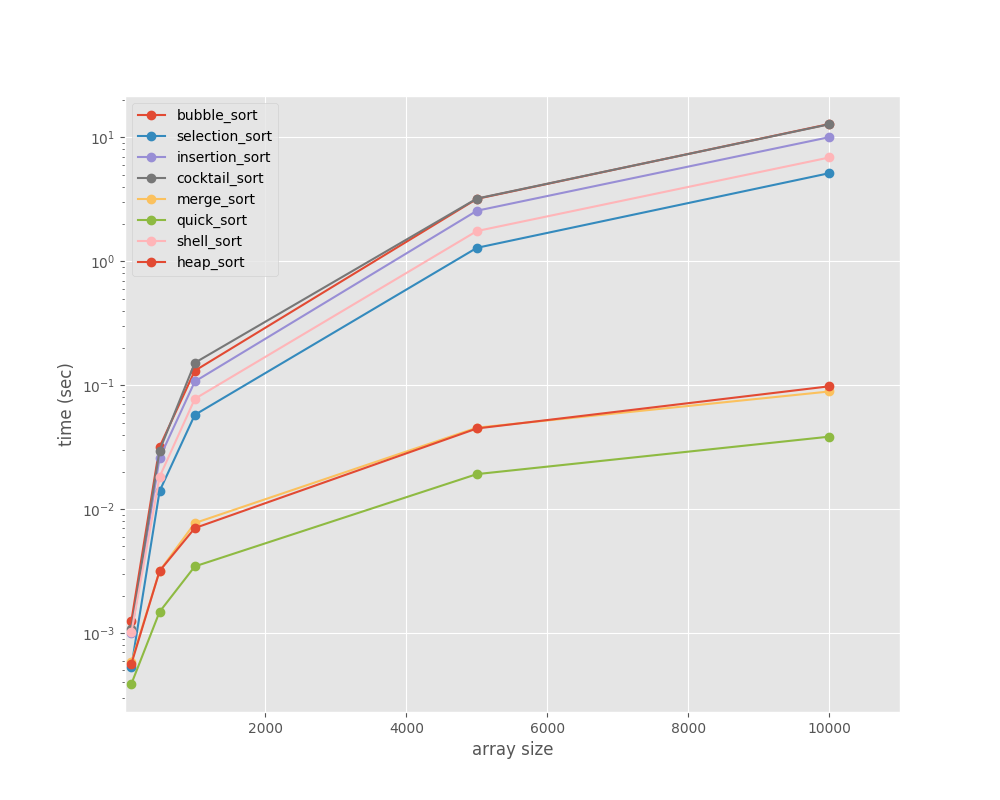 bubble_sort
selection_sort
insertion_sort
cocktail_sort
merge_sort
quick_sort
shell_sort
heap_sort
time (sec)
10¹
10⁰
10⁻¹
10⁻²
10⁻³
2000 4000 6000 8000 10000
array size